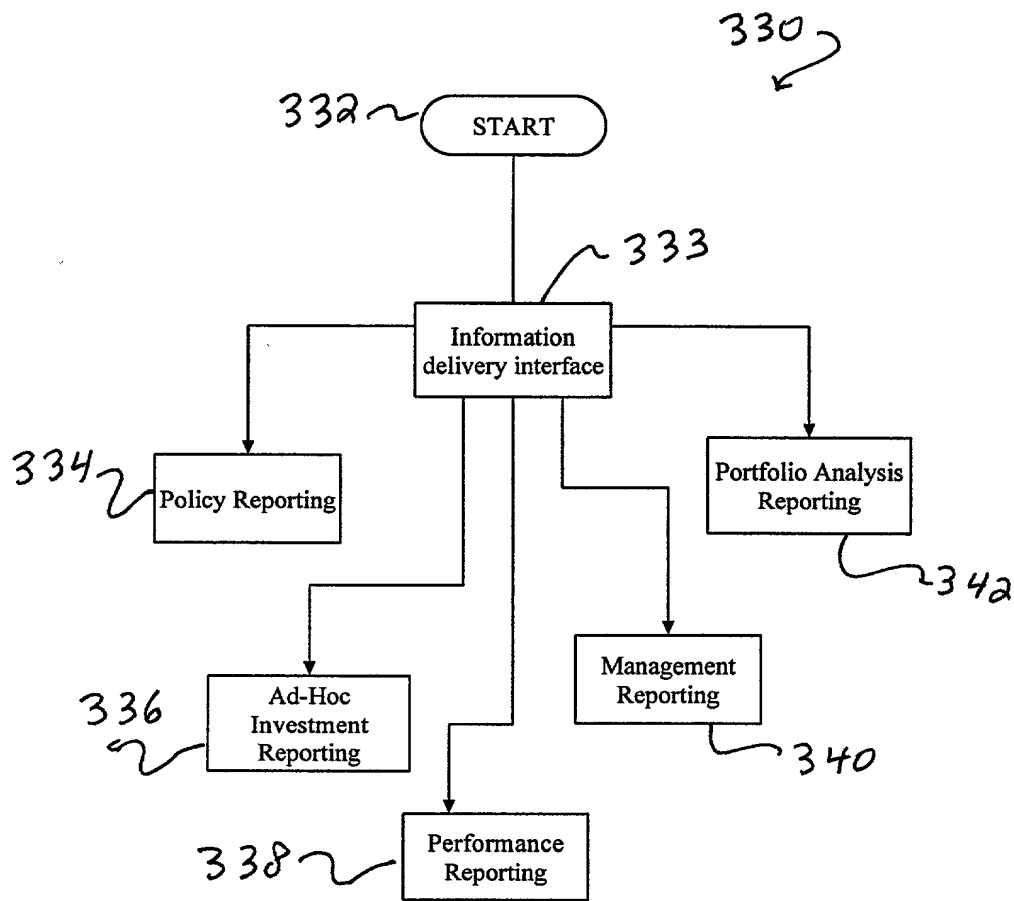 330
332
START
333
Information
delivery interface
334
Policy Reporting
Portfolio Analysis
Reporting
342
336
Ad-Hoc
Investment
Reporting
Management
Reporting
340
338
Performance
Reporting